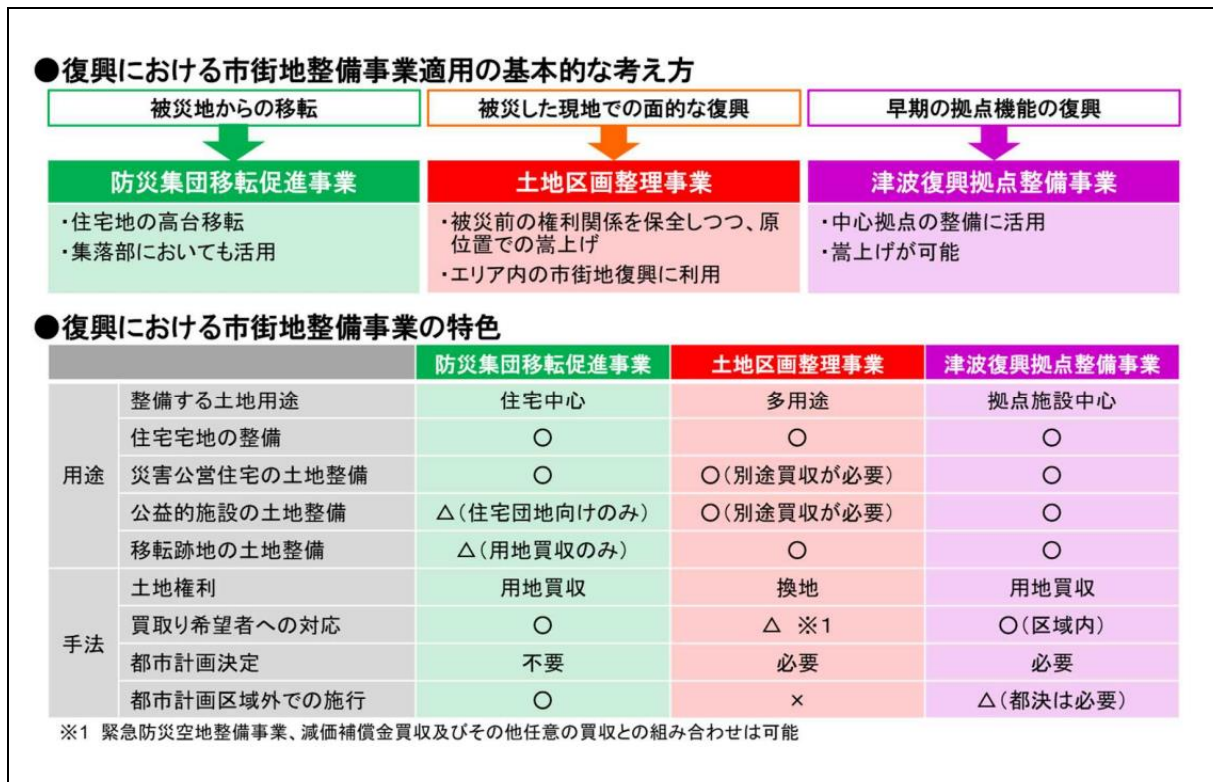 ●復興における市街地整備事業適用の基本的な考え方
被災地からの移転
被災した現地での面的な復興
早期の拠点機能の復興
防災集団移転促進事業
土地区画整理事業
津波復興拠点整備事業
・住宅地の高台移転
・集落部においても活用
・被災前の権利関係を保全しつつ、原
位置での嵩上げ
・エリア内の市街地復興に利用
・中心拠点の整備に活用
・嵩上げが可能
●復興における市街地整備事業の特色
防災集団移転促進事業 土地区画整理事業 津波復興拠点整備事業
用途
整備する土地用途 住宅中心 多用途 拠点施設中心
住宅宅地の整備 ○ ○ ○
災害公営住宅の土地整備 ○ ○(別途買収が必要) ○
公益的施設の土地整備 △(住宅団地向けのみ) ○(別途買収が必要) ○
移転跡地の土地整備 △(用地買収のみ) ○ ○
手法
土地権利 用地買収 換地 用地買収
買取り希望者への対応 ○ △ ※1 ○(区域内)
都市計画決定 不要 必要 必要
都市計画区域外での施行 ○ × △(都決は必要)
※1 緊急防災空地整備事業、減価補償金買収及びその他任意の買収との組み合わせは可能